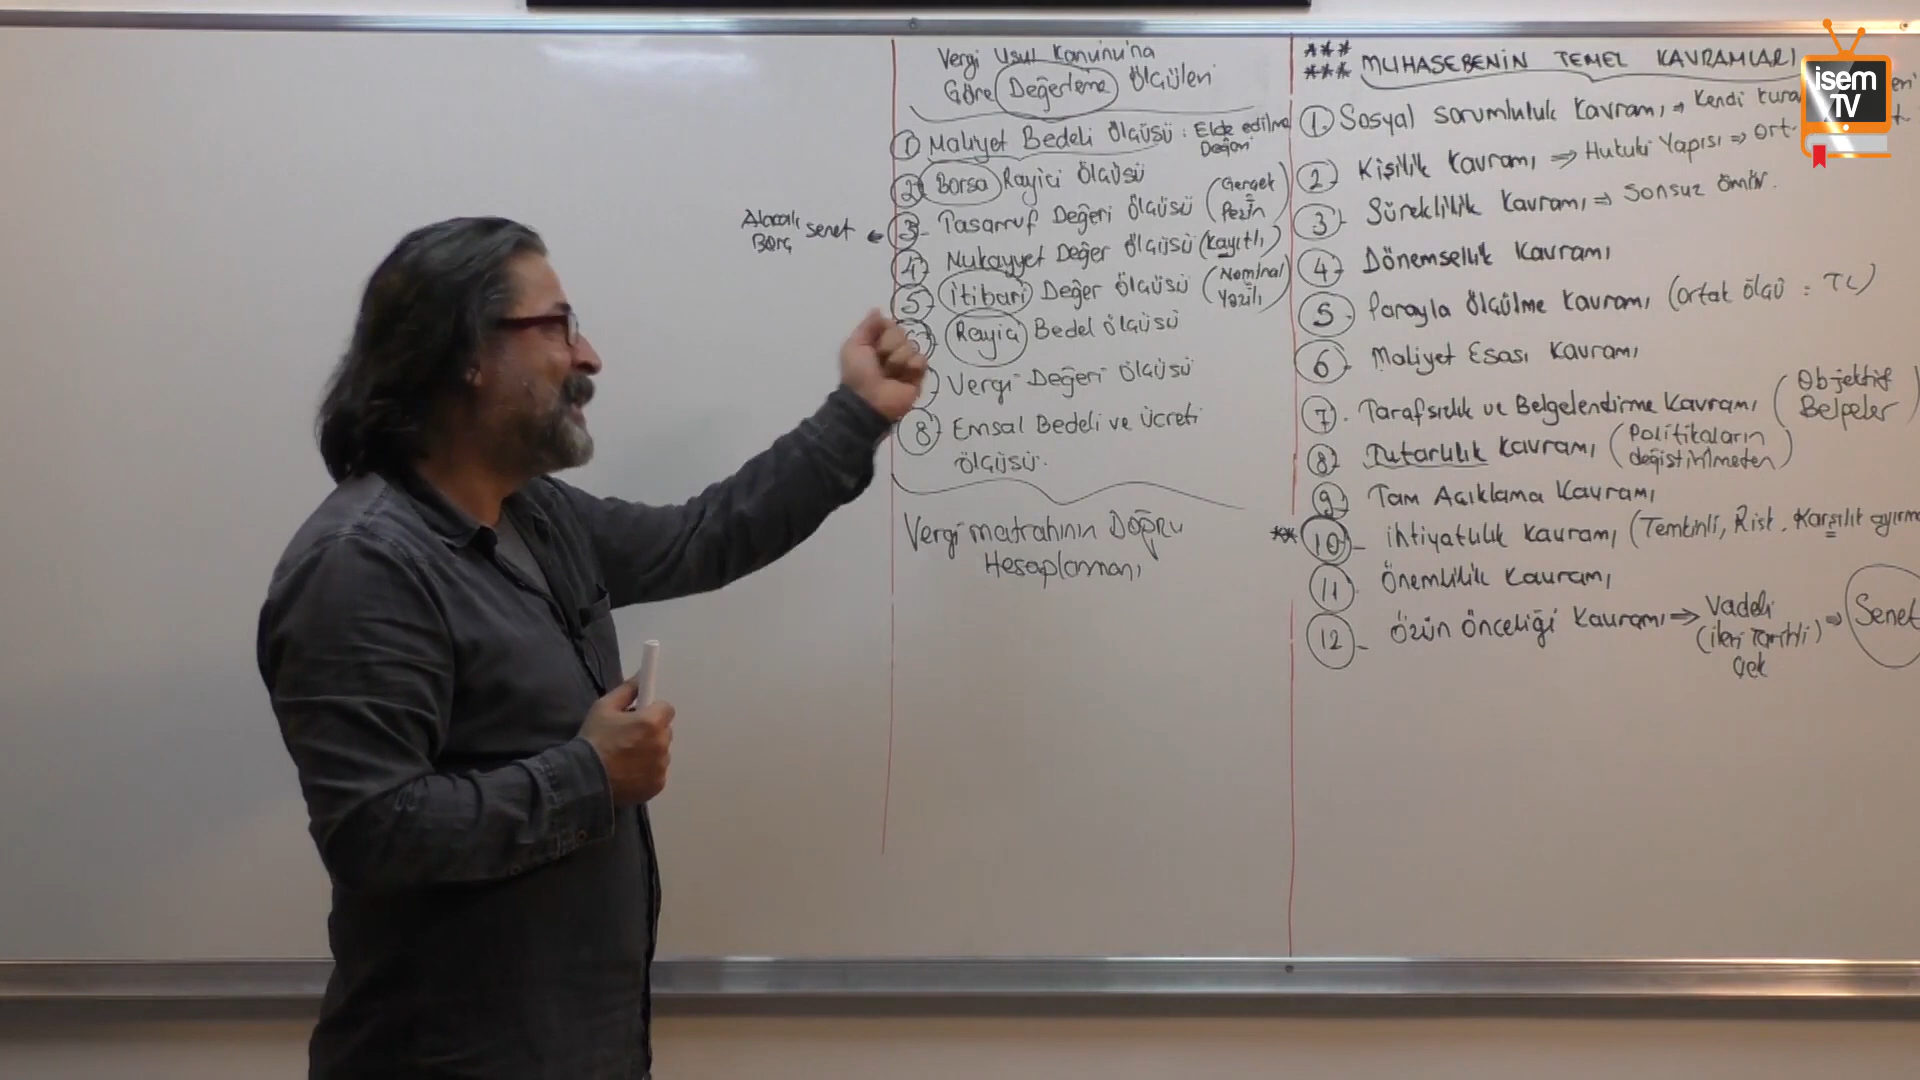 Vergi Usul Kanunu'na
Göre Değerleme Ölçüleri
1 Maliyet Bedeli Ölçüsü : Elde edilme
Değeri
2 Borsa Rayici Ölçüsü
3- Tasarruf Değeri Ölçüsü (Gerçek
Peşin)
Alacak senet
Borç
4 Mukayyet Değer Ölçüsü (Kayıtlı)
5 İtibari Değer Ölçüsü (Nominal
Yazılı)
6 Rayiç Bedel Ölçüsü
Vergi Değeri Ölçüsü
8 Emsal Bedeli ve Ücreti
Ölçüsü.
Vergi matrahının Doğru
Hesaplamanı
***
*** MUHASEBENİN TEMEL KAVRAMLARI
1. Sosyal sorumluluk Kavramı ⇒ Kendi
2 Kişilik Kavramı ⇒ Hukuki Yapısı ⇒
3- Süreklilik Kavramı ⇒ Sonsuz Ömür.
4- Dönemsellik Kavramı
5. Parayla Ölçülme Kavramı (Ortak Ölçü : TL)
6- Maliyet Esası Kavramı
7. Tarafsızlık ve Belgelendirme Kavramı (Objektif
Belgeler)
8 Tutarlılık Kavramı (Politikaların
değiştirilmeden)
9 Tam Açıklama Kavramı
** 10- ihtiyatlılık Kavramı (Temkinli, Risk. Karşılık ayırma
11 Önemlilik Kavramı
12- Özün Önceliği Kavramı ⇒ Vadeli
(ileri Tarihli) ⇒ Senet
Çek
isem
TV